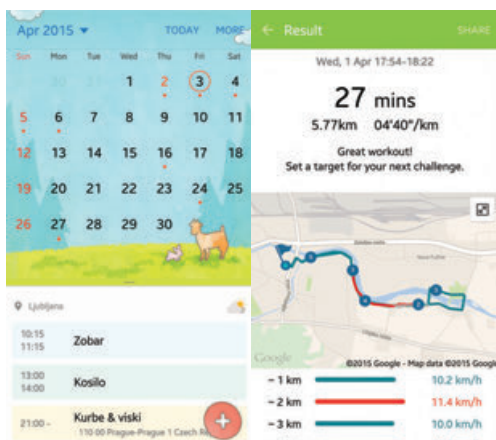 Apr 2015
TODAY
MORE
Sun Mon Tue Wed Thu Fri Sat
30 31 1 2 3 4
5 6 7 8 9 10 11
12 13 14 15 16 17 18
19 20 21 22 23 24 25
26 27 28 29 30
Ljubljana
10:15
11:15
Zobar
13:00
14:00
Kosilo
21:00 -
Kurbe & viski
110 00 Prague-Prague 1 Czech
Result
SHARE
Wed, 1 Apr 17:54-18:22
27 mins
5.77km 04'40"/km
Great workout!
Set a target for your next challenge.
Google
©2015 Google - Map data ©2015 Google
~ 1 km 10.2 km/h
~ 2 km 11.4 km/h
~ 3 km 10.0 km/h